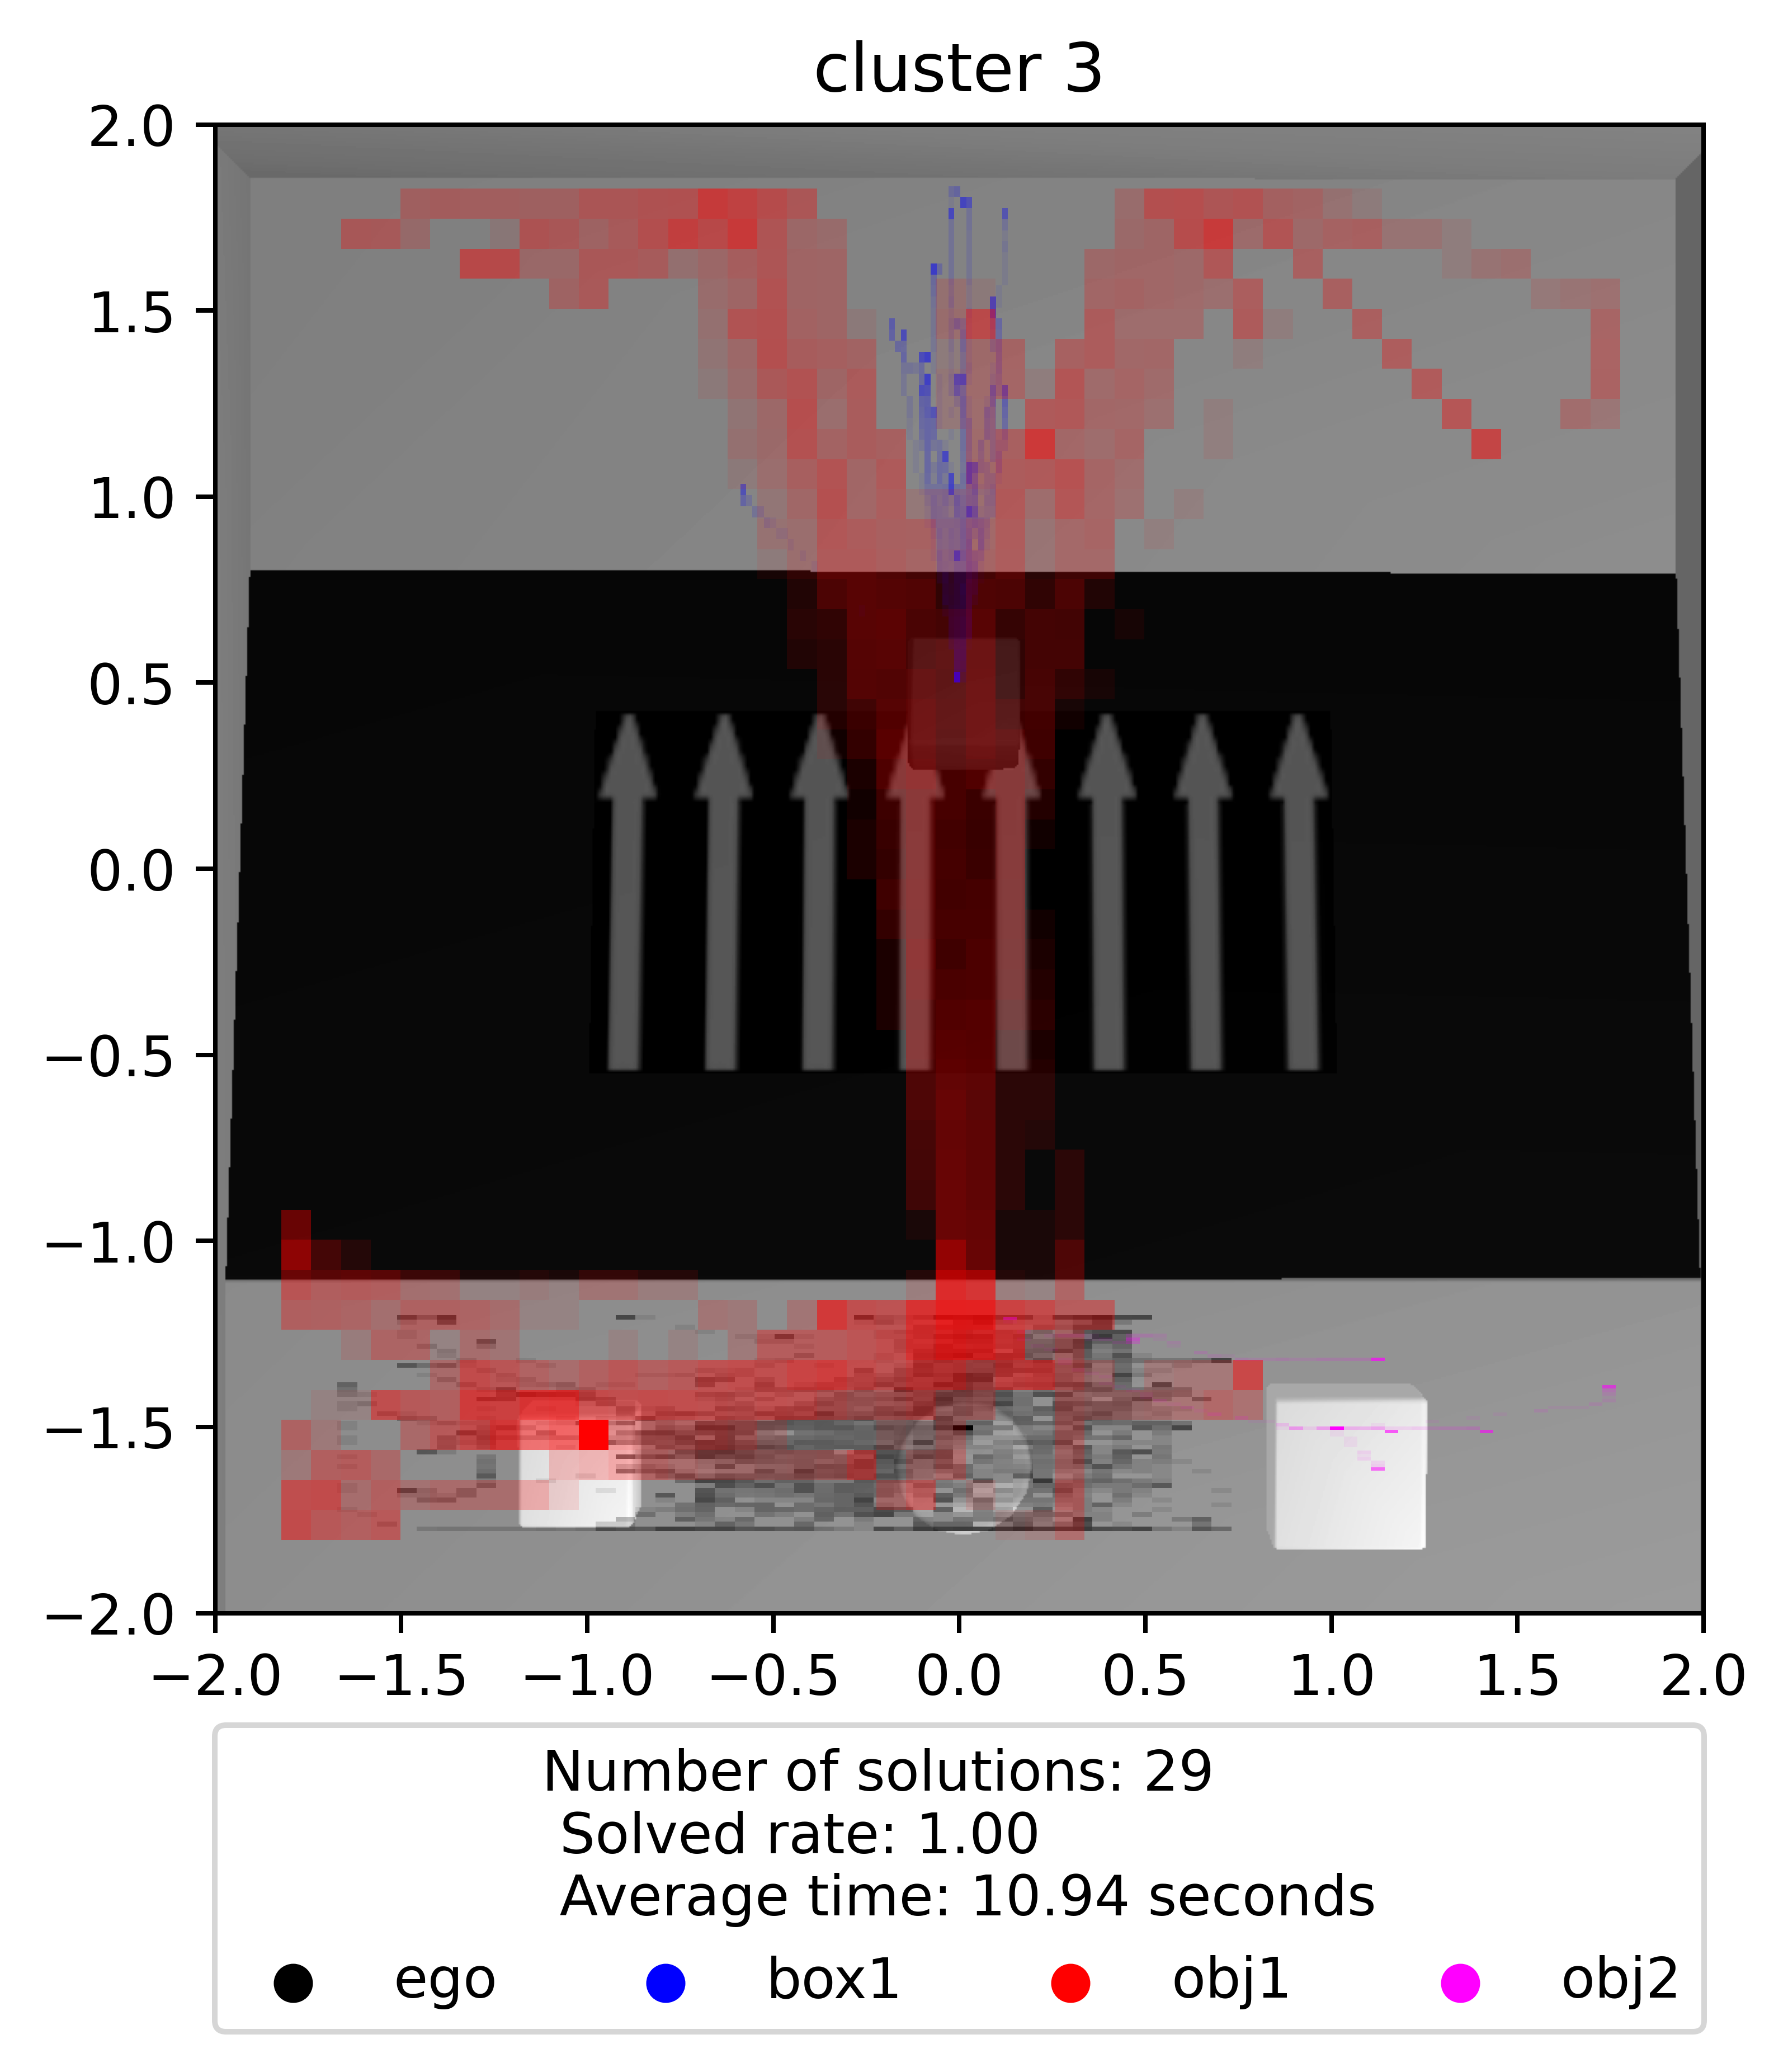 cluster 3
2.0
1.5
1.0
0.5
0.0
−0.5
−1.0
−1.5
−2.0
−2.0 −1.5 −1.0 −0.5 0.0 0.5 1.0 1.5 2.0
Number of solutions: 29
Solved rate: 1.00
Average time: 10.94 seconds
ego box1 obj1 obj2